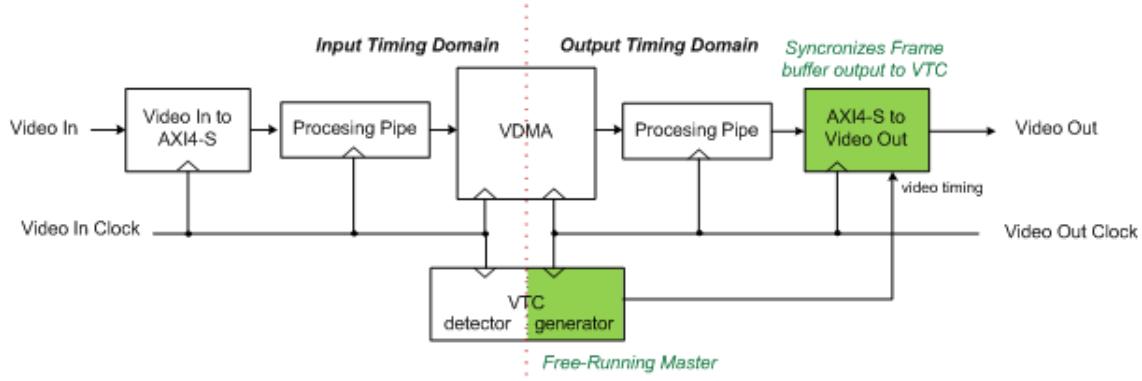 Input Timing Domain
Output Timing Domain
Syncronizes Frame
buffer output to VTC
Video In
Video In to
AXI4-S
Procesing Pipe
VDMA
Procesing Pipe
AXI4-S to
Video Out
Video Out
video timing
Video In Clock
Video Out Clock
VTC
detector
generator
Free-Running Master